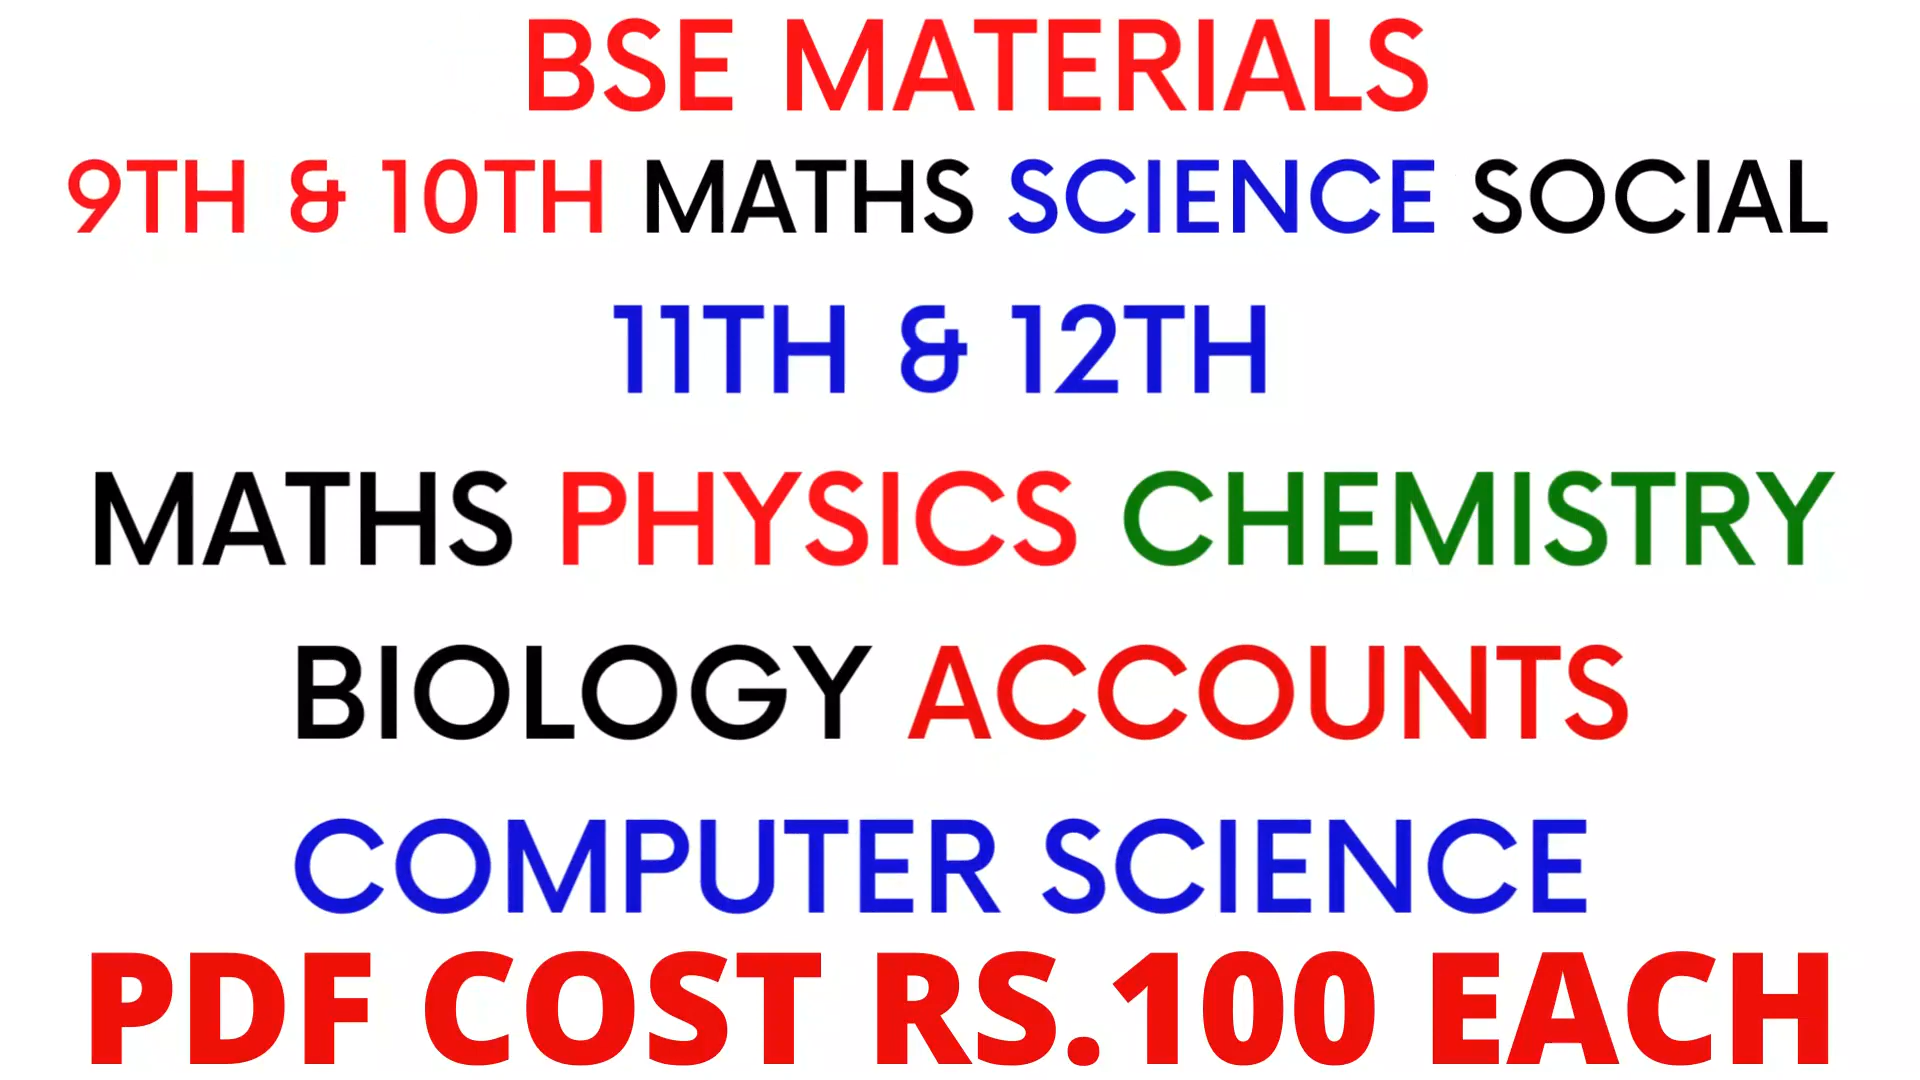 BSE MATERIALS
9TH & 10TH MATHS SCIENCE SOCIAL
11TH & 12TH
MATHS PHYSICS CHEMISTRY
BIOLOGY ACCOUNTS
COMPUTER SCIENCE
PDF COST RS.100 EACH